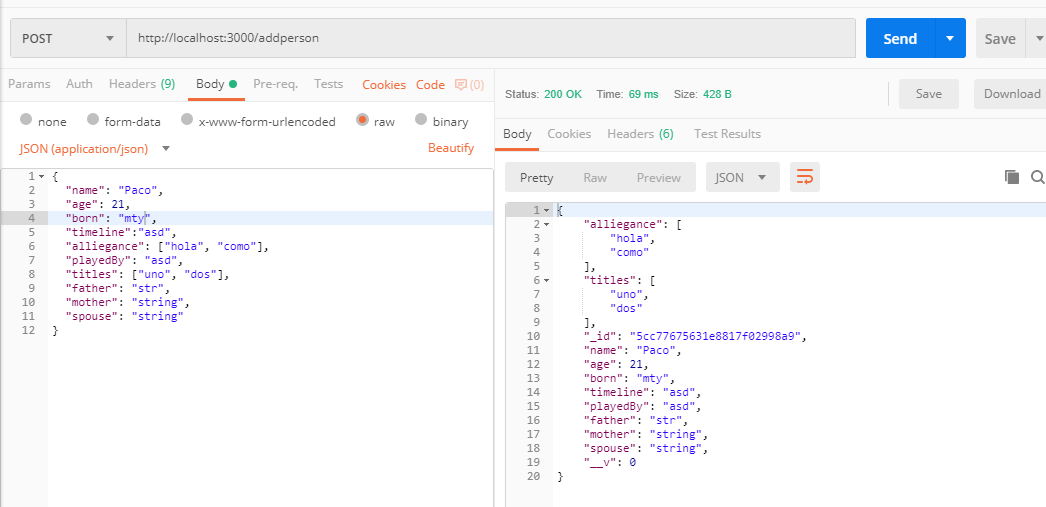 POST http://localhost:3000/addperson Send Save
Params Auth Headers (9) Body Pre-req. Tests Cookies Code (0)
none form-data x-www-form-urlencoded raw binary
JSON (application/json) Beautify
1 {
2 "name": "Paco",
3 "age": 21,
4 "born": "mty",
5 "timeline":"asd",
6 "alliegance": ["hola", "como"],
7 "playedBy": "asd",
8 "titles": ["uno", "dos"],
9 "father": "str",
10 "mother": "string",
11 "spouse": "string"
12 }
Status: 200 OK Time: 69 ms Size: 428 B Save Download
Body Cookies Headers (6) Test Results
Pretty Raw Preview JSON
1 {
2 "alliegance": [
3 "hola",
4 "como"
5 ],
6 "titles": [
7 "uno",
8 "dos"
9 ],
10 "_id": "5cc77675631e8817f02998a9",
11 "name": "Paco",
12 "age": 21,
13 "born": "mty",
14 "timeline": "asd",
15 "playedBy": "asd",
16 "father": "str",
17 "mother": "string",
18 "spouse": "string",
19 "__v": 0
20 }